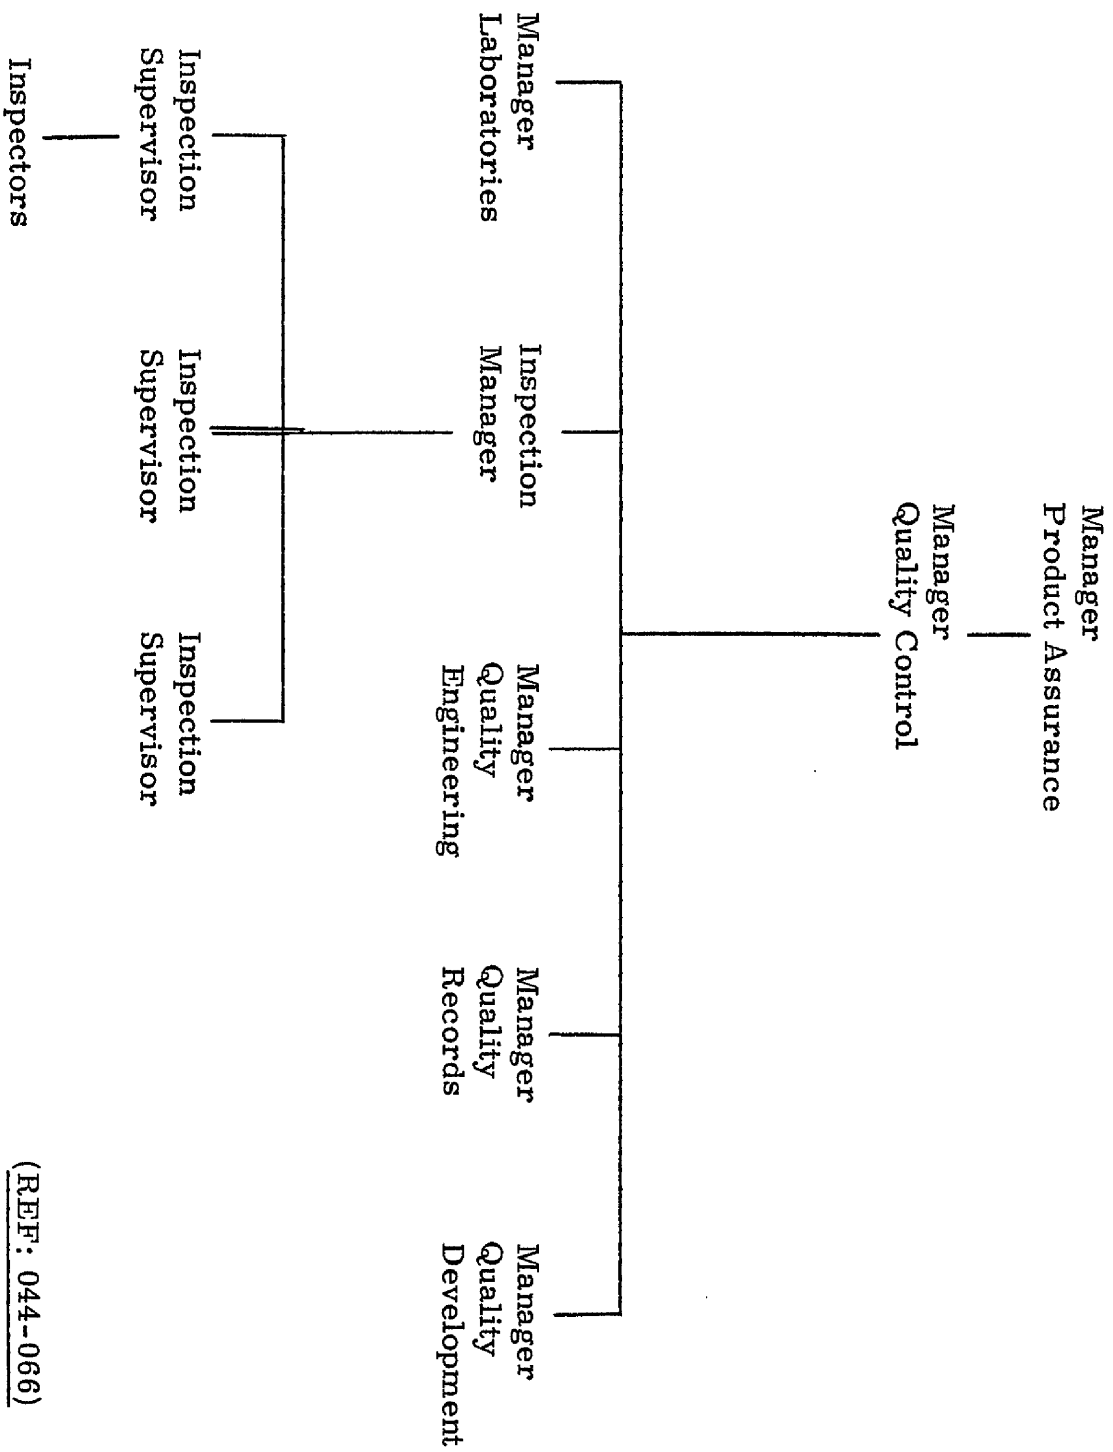 Manager
Product Assurance
Manager
Quality Control
Manager
Laboratories
Inspection
Manager
Manager
Quality
Engineering
Manager
Quality
Records
Manager
Quality
Development
Inspection
Supervisor
Inspection
Supervisor
Inspection
Supervisor
Inspectors
(REF: 044-066)